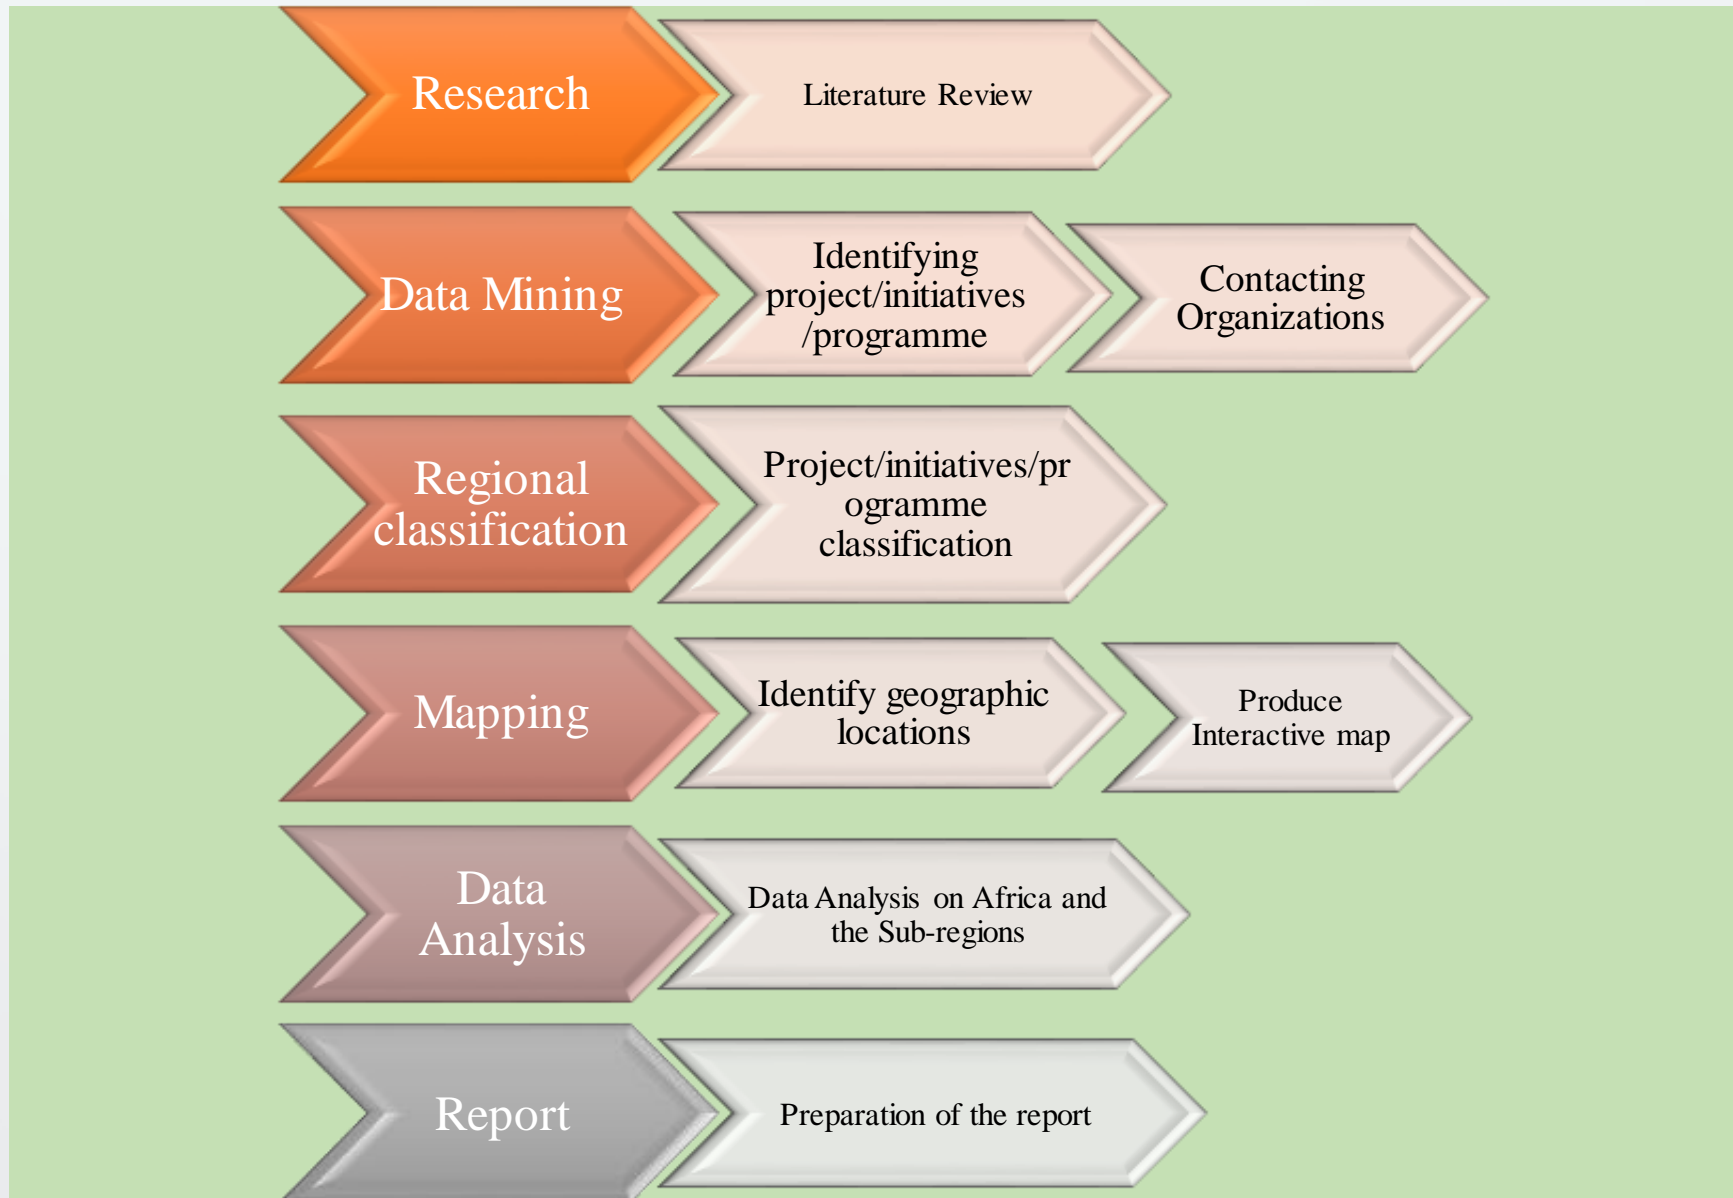 Research
Literature Review
Data Mining
Identifying
project/initiatives
/programme
Contacting
Organizations
Regional
classification
Project/initiatives/pr
ogramme
classification
Mapping
Identify geographic
locations
Produce
Interactive map
Data
Analysis
Data Analysis on Africa and
the Sub-regions
Report
Preparation of the report